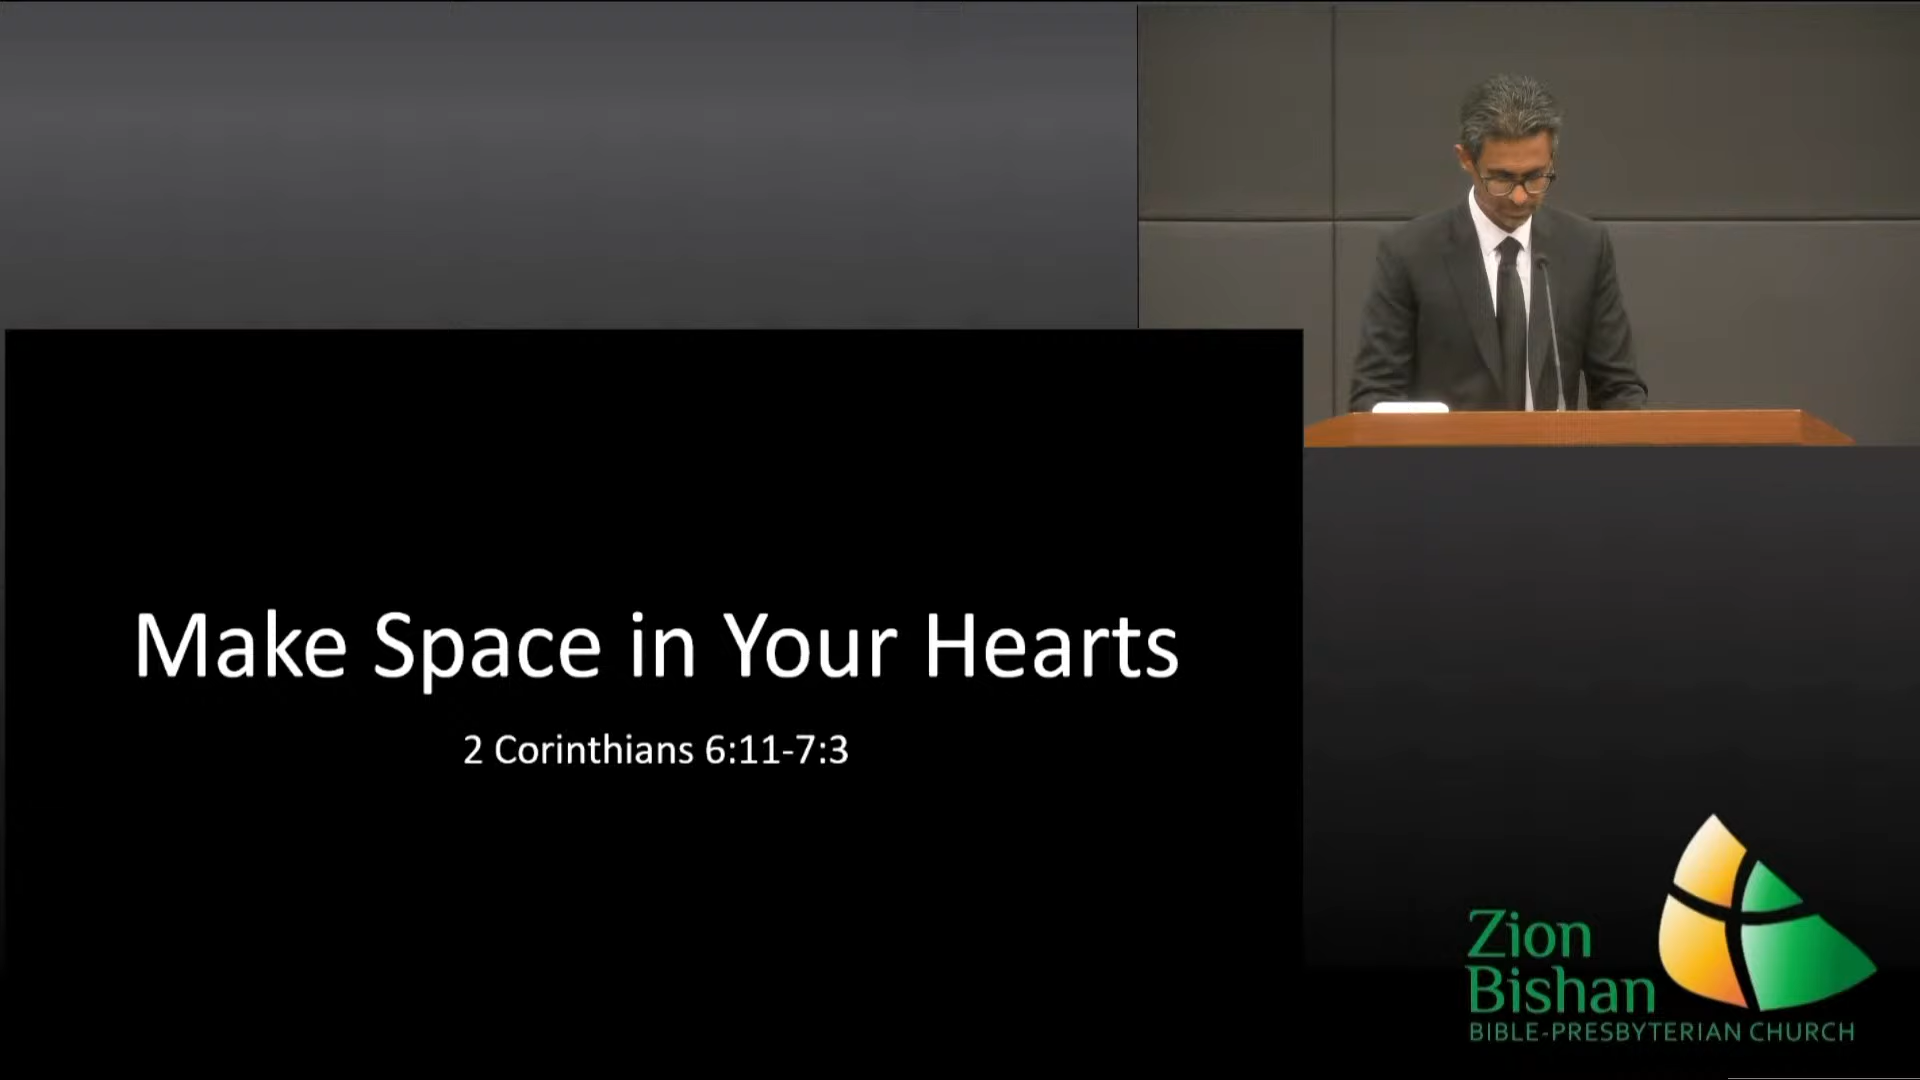 Make Space in Your Hearts
2 Corinthians 6:11-7:3
Zion
Bishan
BIBLE-PRESBYTERIAN CHURCH